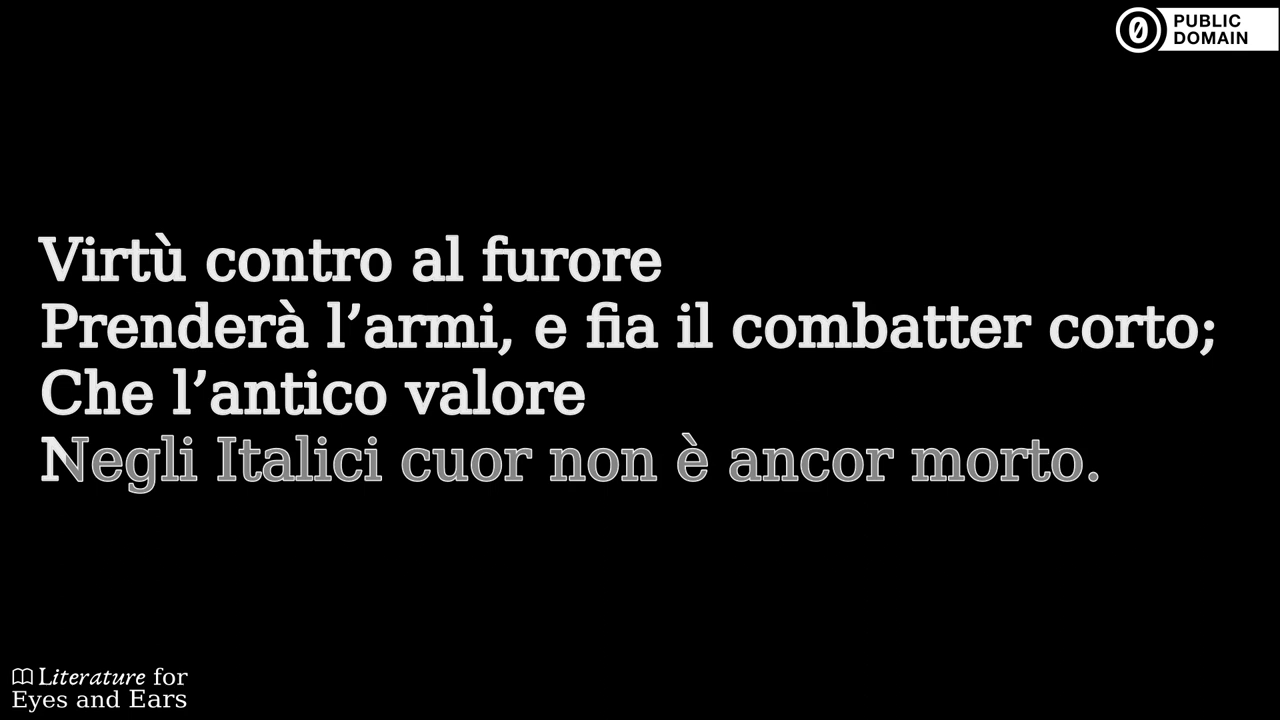 PUBLIC
DOMAIN
Virtù contro al furore
Prenderà l’armi, e fia il combatter corto;
Che l’antico valore
Negli Italici cuor non è ancor morto.
Literature for
Eyes and Ears